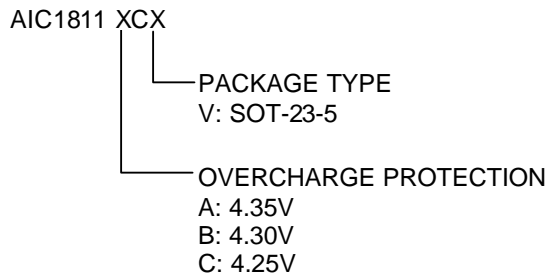 AIC1811 XCX
PACKAGE TYPE
V: SOT-23-5
OVERCHARGE PROTECTION
A: 4.35V
B: 4.30V
C: 4.25V